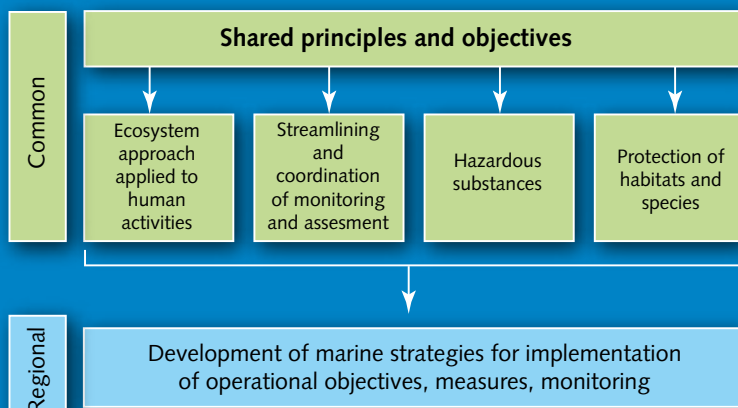 Common
Shared principles and objectives
Ecosystem
approach
applied to
human
activities
Streamlining
and
coordination
of monitoring
and assesment
Hazardous
substances
Protection of
habitats and
species
Regional
Development of marine strategies for implementation
of operational objectives, measures, monitoring